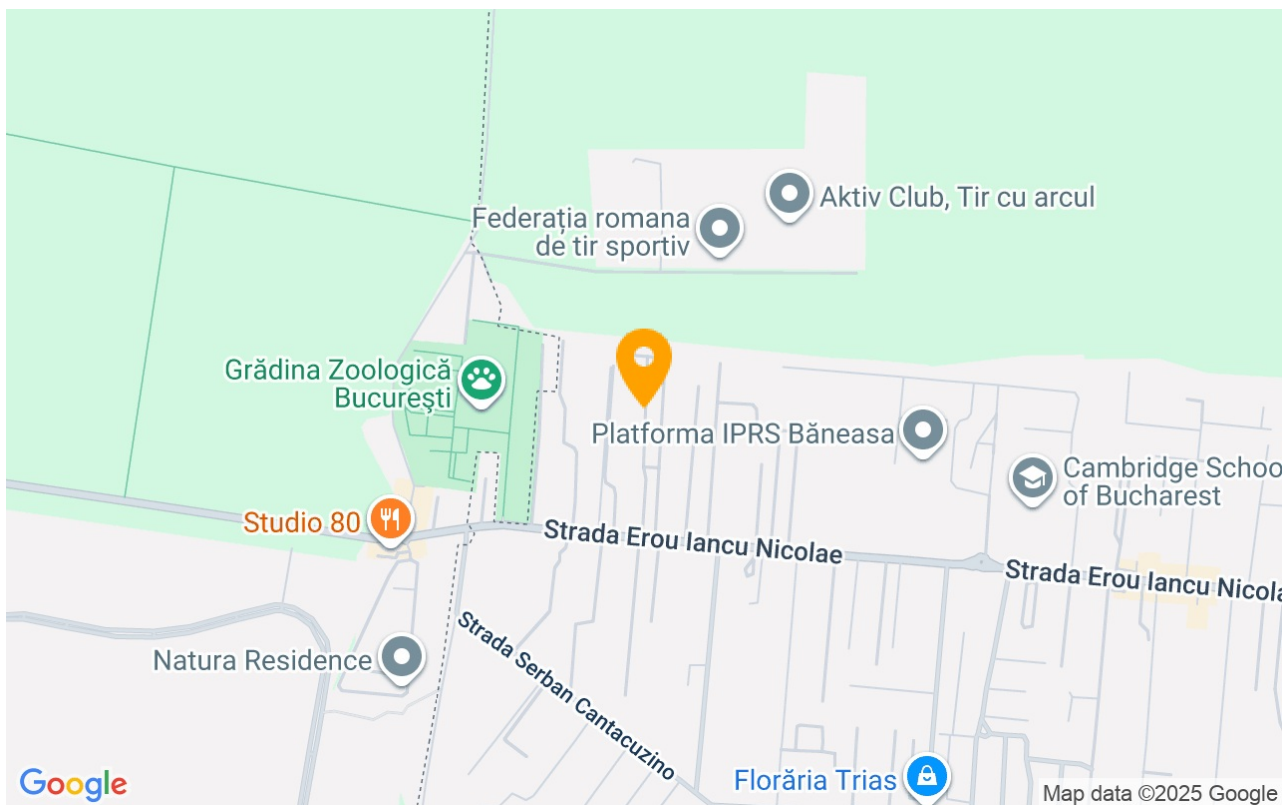 Aktiv Club, Tir cu arcul
Federația romana
de tir sportiv
Grădina Zoologică
București
Platforma IPRS Băneasa
Cambridge Schoo
of Bucharest
Studio 80
Strada Erou Iancu Nicolae
Strada Erou Iancu Nicola
Strada Serban Cantacuzino
Natura Residence
Florăria Trias
Google
Map data ©2025 Google